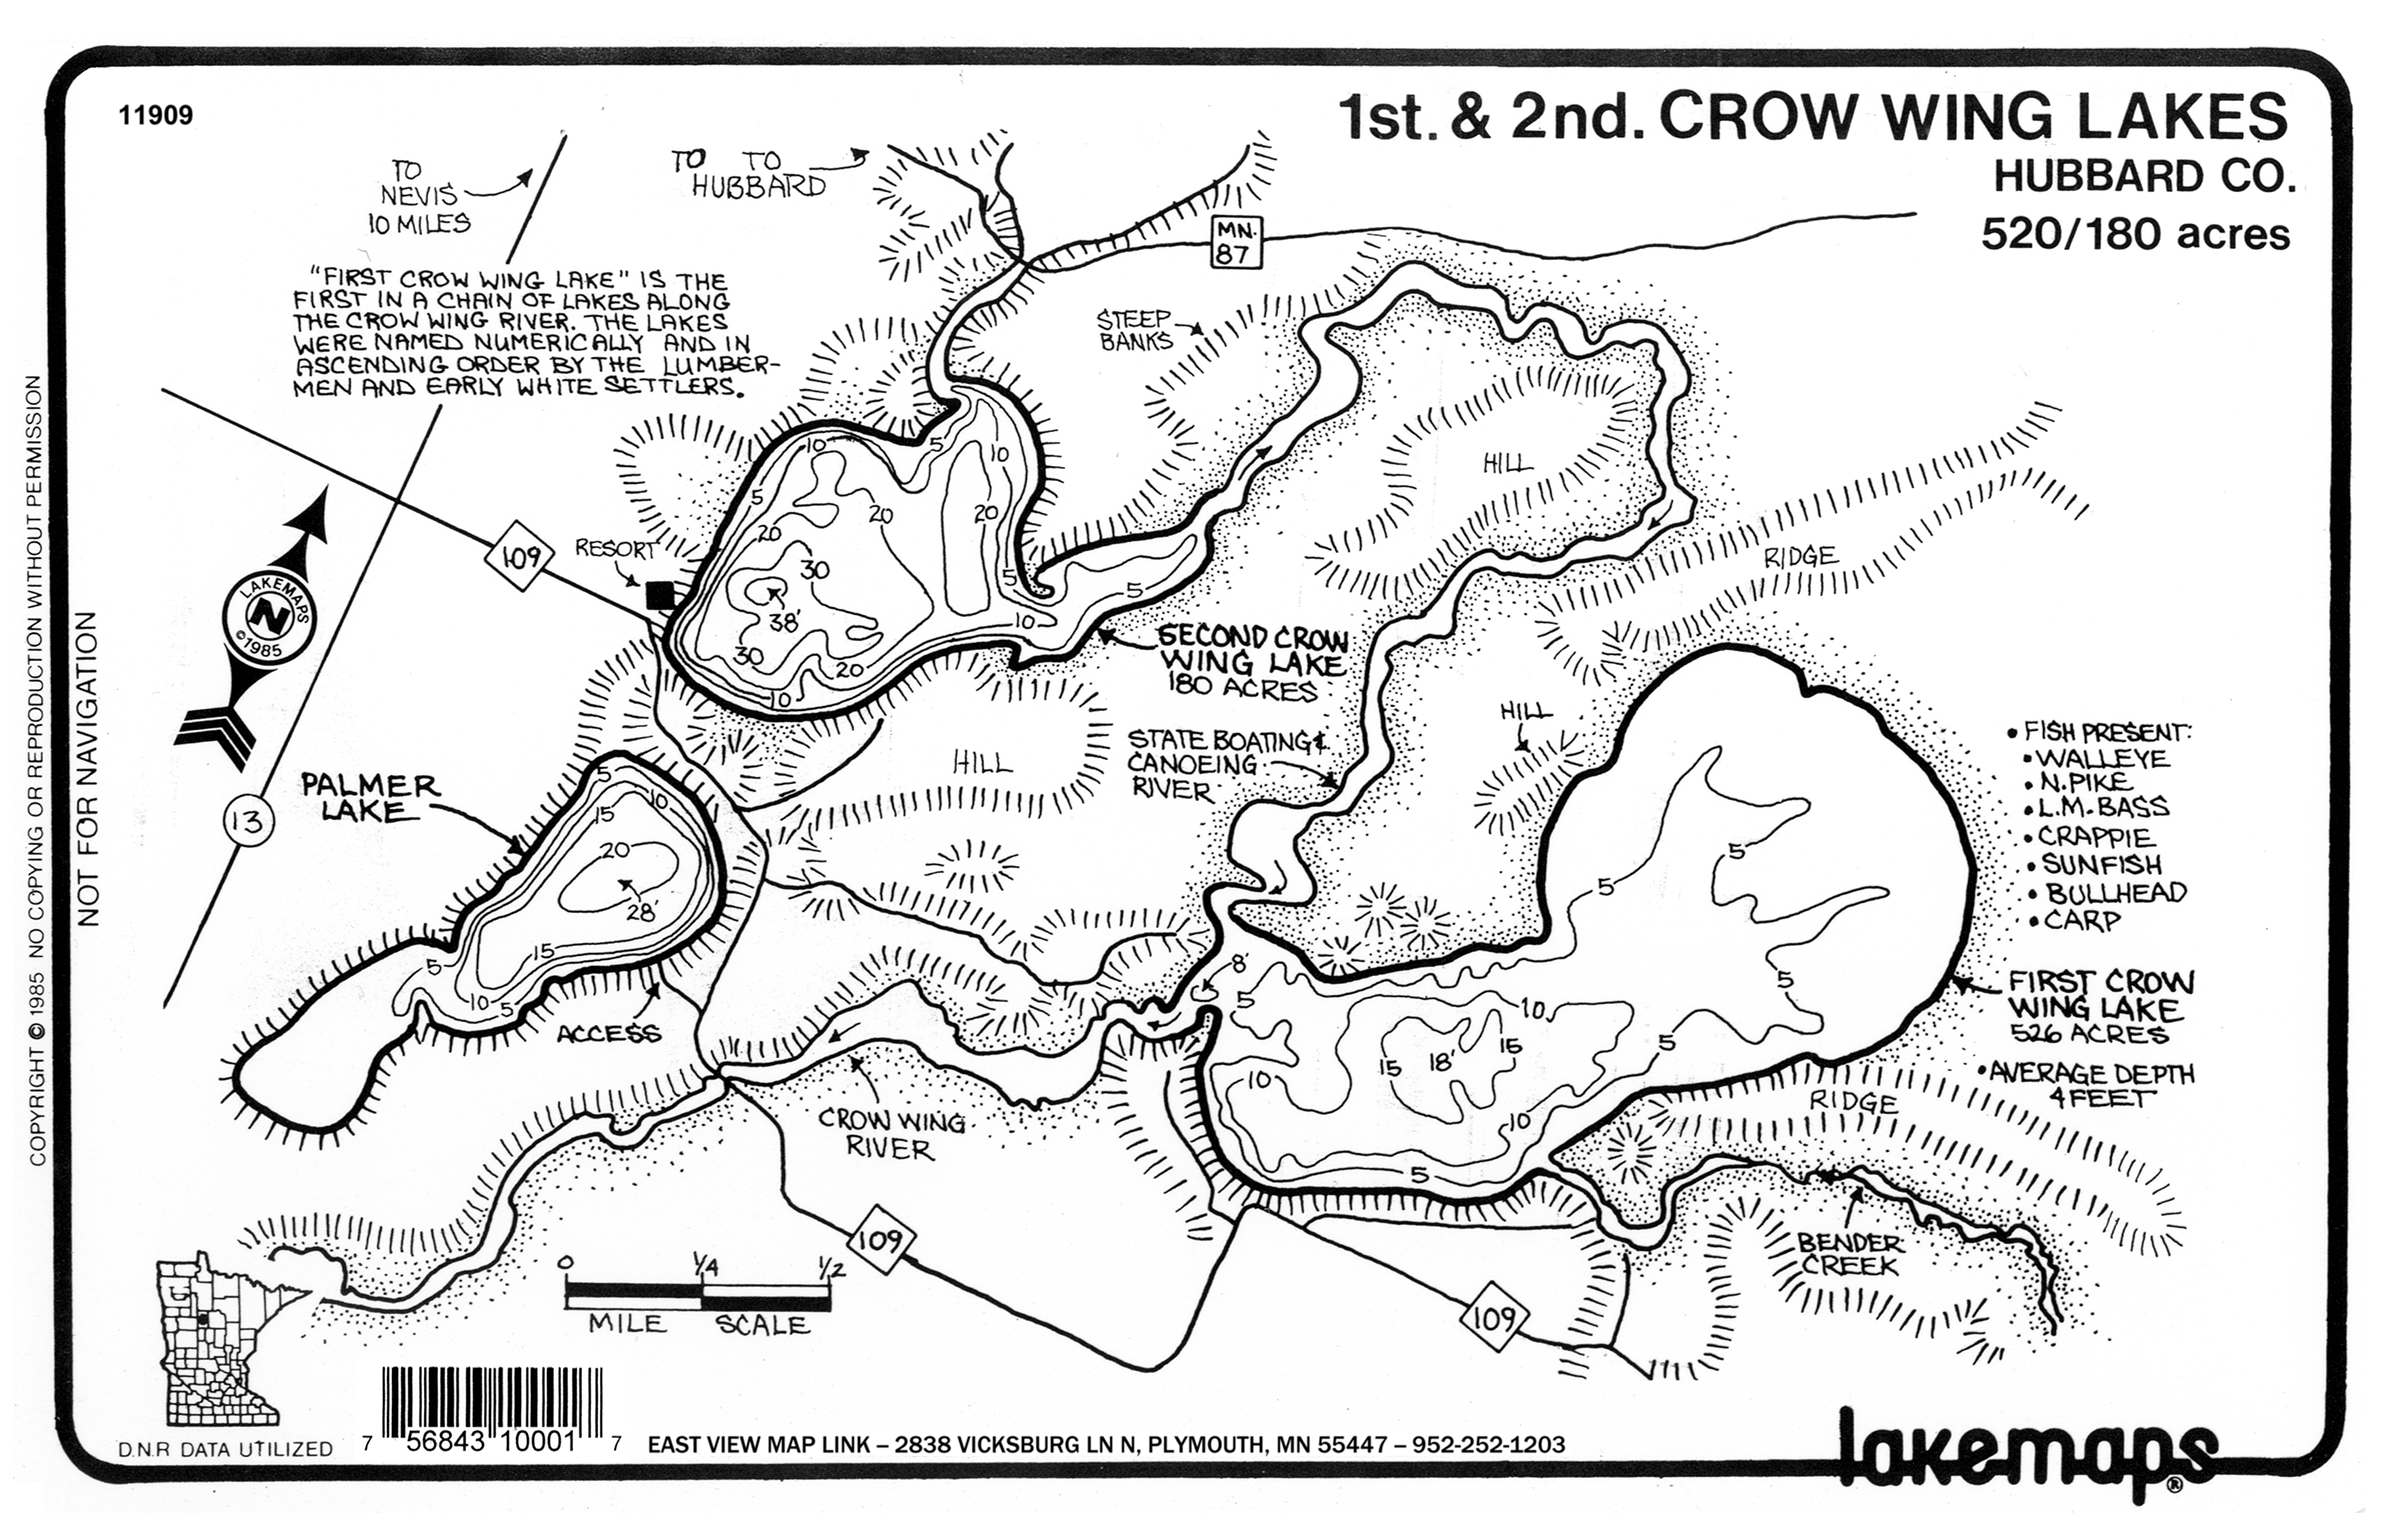 11909
1st. & 2nd. CROW WING LAKES
HUBBARD CO.
520/180 acres
TO
NEVIS
10 MILES
TO TO
HUBBARD
MN.
87
"FIRST CROW WING LAKE" IS THE
FIRST IN A CHAIN OF LAKES ALONG
THE CROW WING RIVER. THE LAKES
WERE NAMED NUMERICALLY AND IN
ASCENDING ORDER BY THE LUMBER-
MEN AND EARLY WHITE SETTLERS.
STEEP
BANKS
HILL
RIDGE
109
RESORT
LAKEMAPS
N
©1985
10
5
10
5
20
20
20
30
38'
30
20
10
5
10
5
SECOND CROW
WING LAKE
180 ACRES
HILL
STATE BOATING &
CANOEING
RIVER
HILL
PALMER
LAKE
13
5
10
15
20
28'
15
5
10
5
ACCESS
• FISH PRESENT:
• WALLEYE
• N. PIKE
• L.M. BASS
• CRAPPIE
• SUNFISH
• BULLHEAD
• CARP
5
5
5
8'
5
10
15
18'
15
5
10
10
5
FIRST CROW
WING LAKE
526 ACRES
• AVERAGE DEPTH
4 FEET
RIDGE
CROW WING
RIVER
109
BENDER
CREEK
109
0 1/4 1/2
MILE SCALE
D.N.R DATA UTILIZED
7 56843 10001 7
EAST VIEW MAP LINK – 2838 VICKSBURG LN N, PLYMOUTH, MN 55447 – 952-252-1203
lakemaps®
COPYRIGHT © 1985 NO COPYING OR REPRODUCTION WITHOUT PERMISSION
NOT FOR NAVIGATION